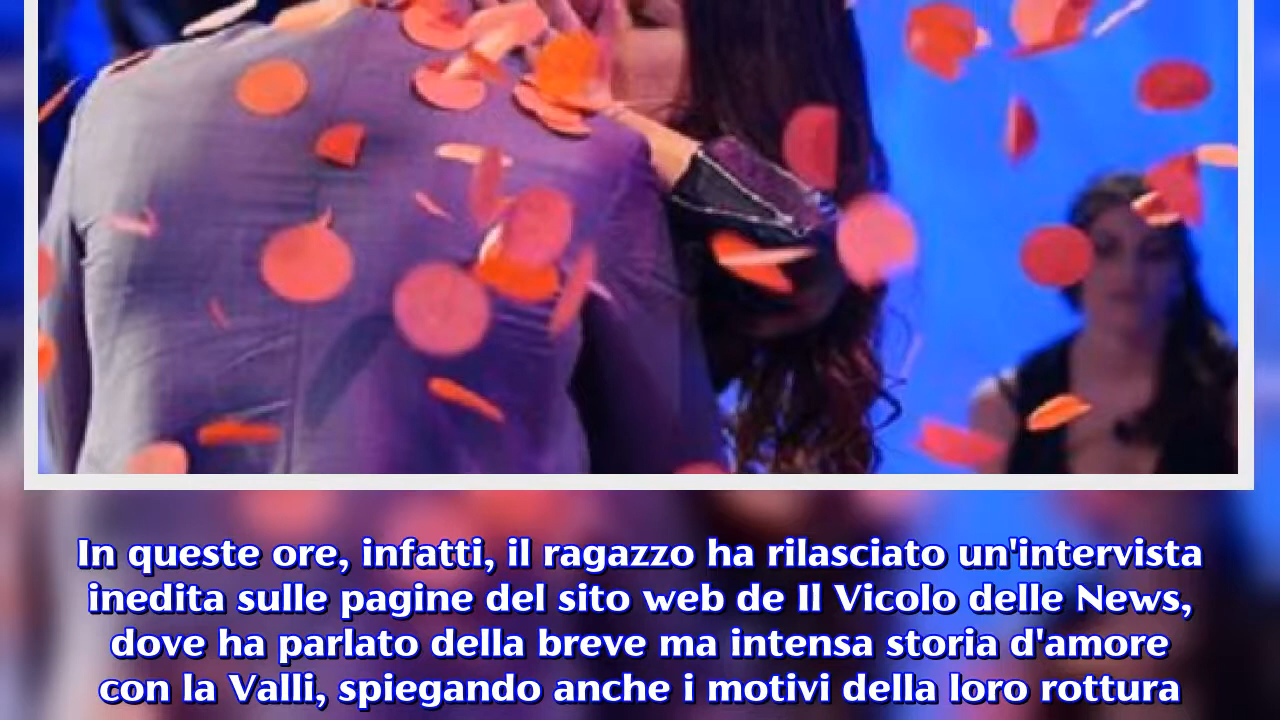 In queste ore, infatti, il ragazzo ha rilasciato un'intervista
inedita sulle pagine del sito web de Il Vicolo delle News,
dove ha parlato della breve ma intensa storia d'amore
con la Valli, spiegando anche i motivi della loro rottura